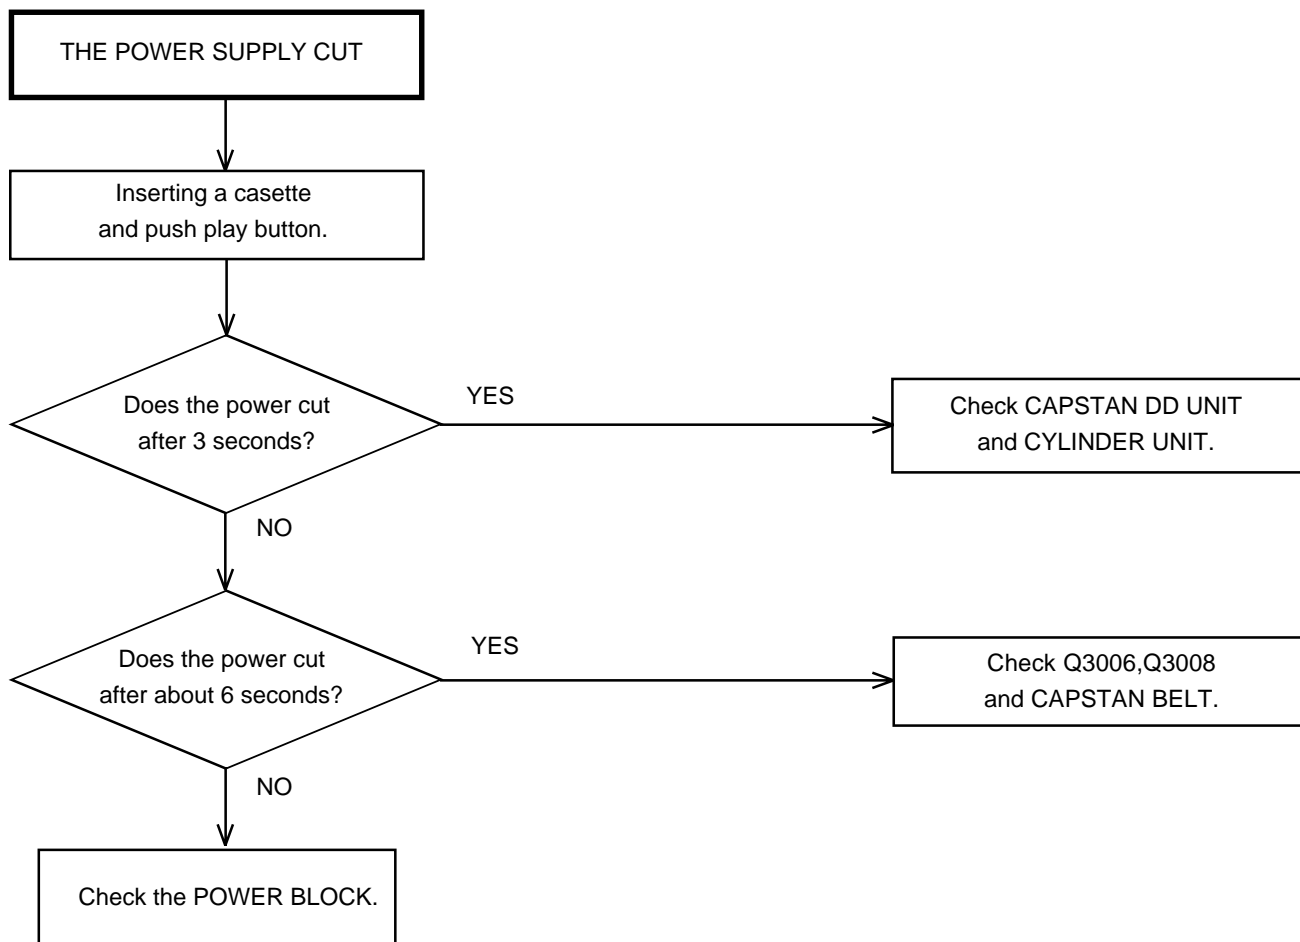 THE POWER SUPPLY CUT
Inserting a casette
and push play button.
Does the power cut
after 3 seconds?
YES
Check CAPSTAN DD UNIT
and CYLINDER UNIT.
NO
Does the power cut
after about 6 seconds?
YES
Check Q3006,Q3008
and CAPSTAN BELT.
NO
Check the POWER BLOCK.